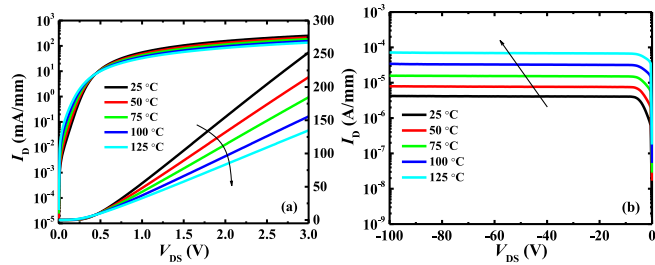 10³
10²
10¹
10⁰
10⁻¹
10⁻²
10⁻³
10⁻⁴
10⁻⁵
I_D (mA/mm)
25 °C
50 °C
75 °C
100 °C
125 °C
(a)
300
250
200
150
100
50
0
0.0 0.5 1.0 1.5 2.0 2.5 3.0
V_DS (V)
I_D (A/mm)
10⁻³
10⁻⁴
10⁻⁵
10⁻⁶
10⁻⁷
10⁻⁸
10⁻⁹
25 °C
50 °C
75 °C
100 °C
125 °C
(b)
-100 -80 -60 -40 -20 0
V_DS (V)